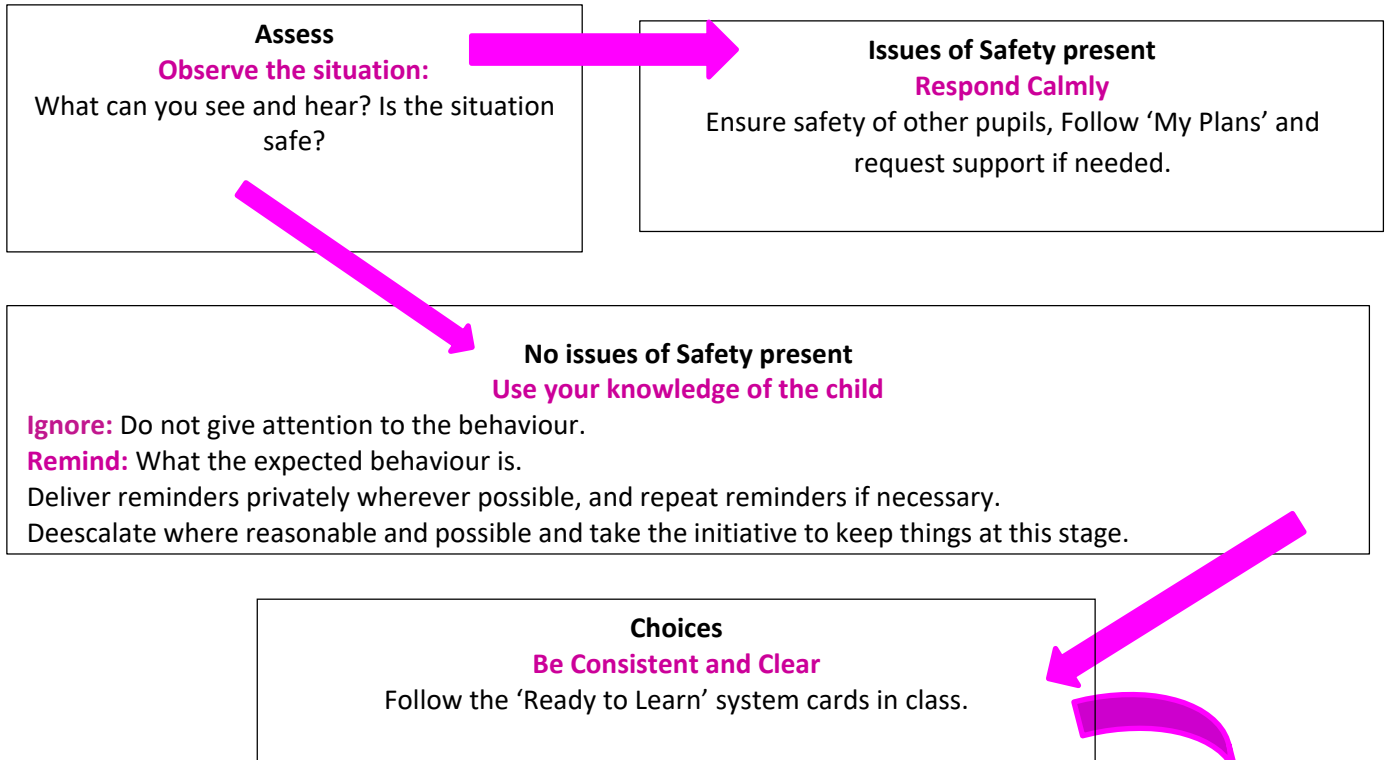 Assess
Observe the situation:
What can you see and hear? Is the situation
safe?
Issues of Safety present
Respond Calmly
Ensure safety of other pupils, Follow ‘My Plans’ and
request support if needed.
No issues of Safety present
Use your knowledge of the child
Ignore: Do not give attention to the behaviour.
Remind: What the expected behaviour is.
Deliver reminders privately wherever possible, and repeat reminders if necessary.
Deescalate where reasonable and possible and take the initiative to keep things at this stage.
Choices
Be Consistent and Clear
Follow the ‘Ready to Learn’ system cards in class.